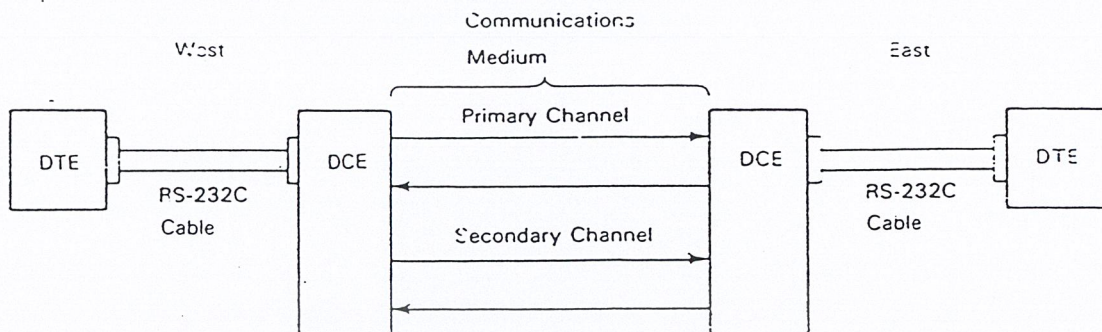 Communications
West
Medium
East
Primary Channel
DTE
DCE
DCE
DTE
RS-232C
Cable
RS-232C
Cable
Secondary Channel